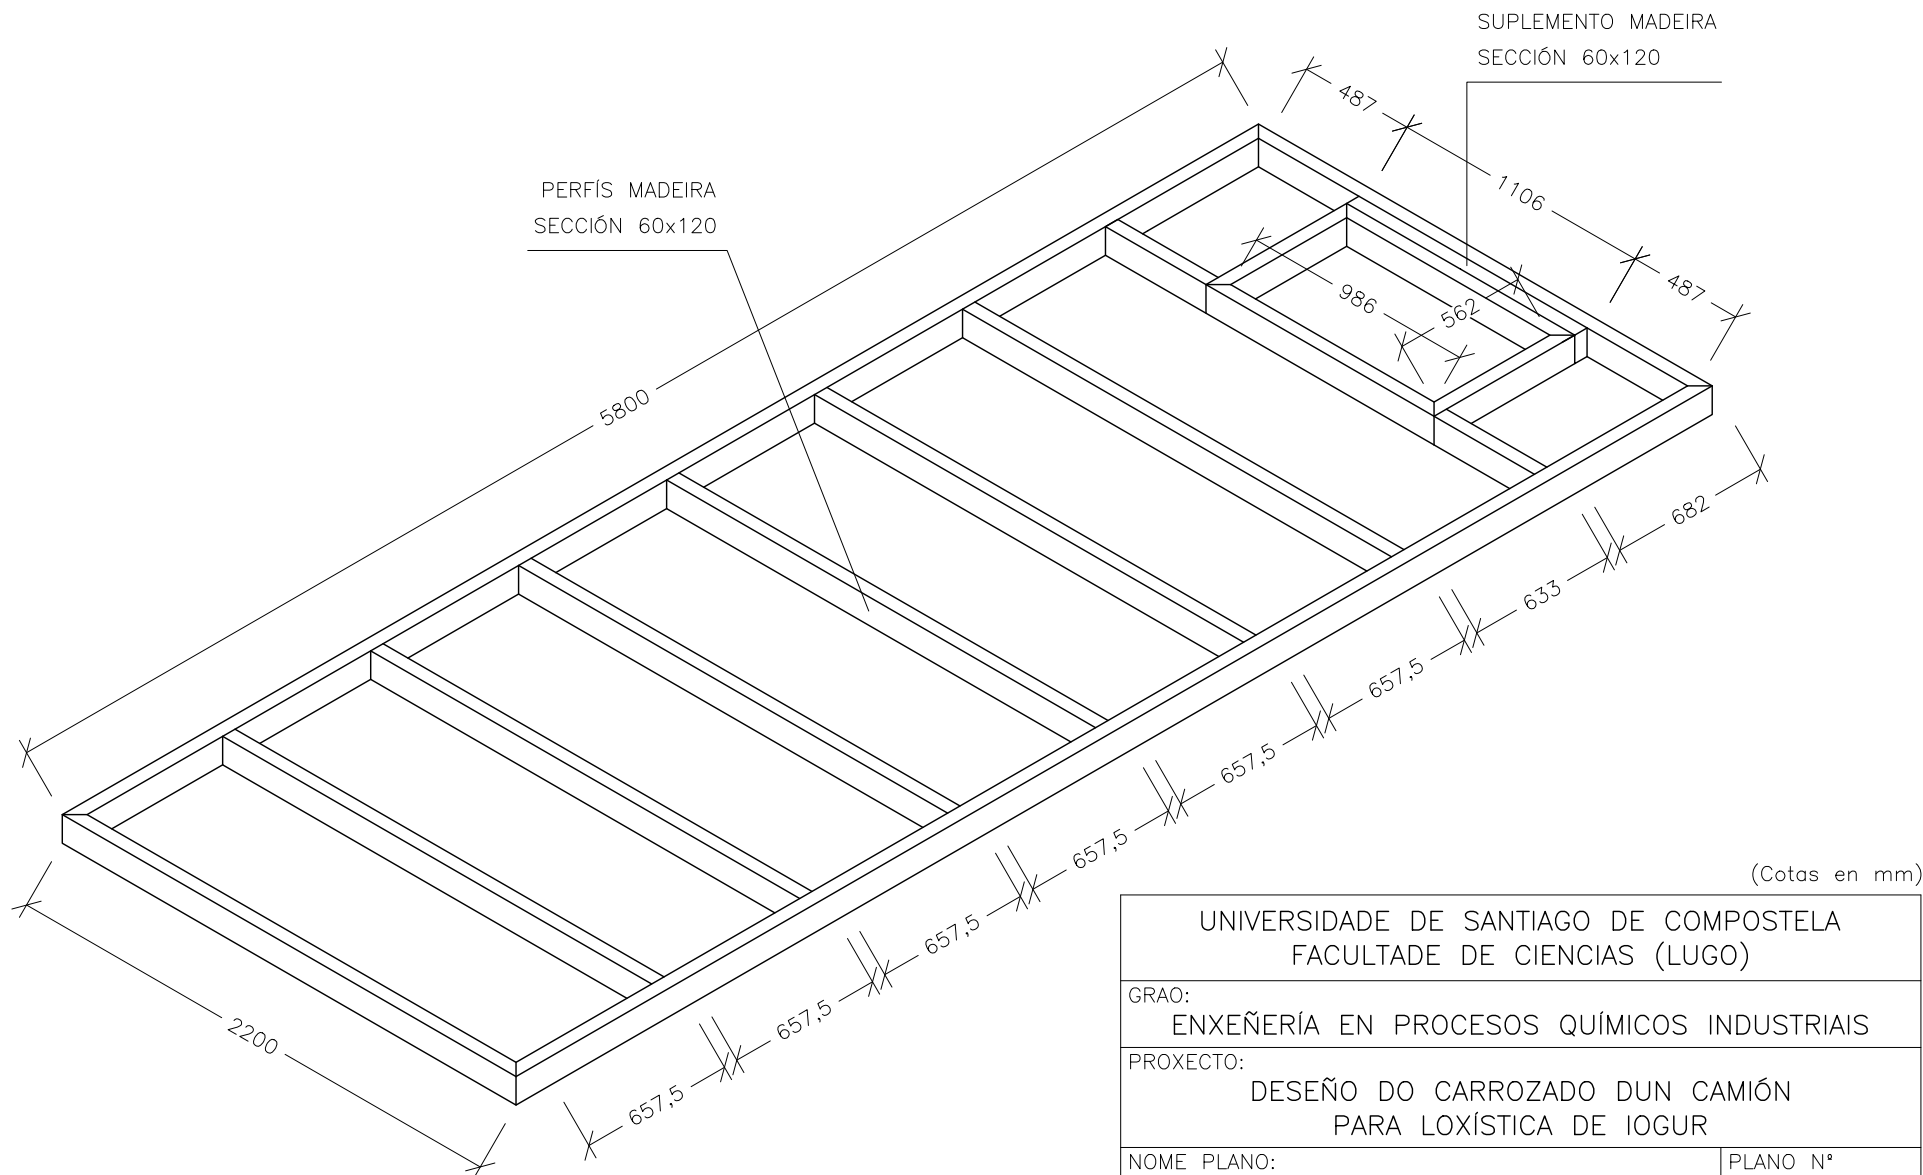 SUPLEMENTO MADEIRA
SECCIÓN 60x120
487
1106
487
PERFÍS MADEIRA
SECCIÓN 60x120
986
562
5800
682
633
657,5
657,5
657,5
657,5
657,5
657,5
2200
(Cotas en mm)
UNIVERSIDADE DE SANTIAGO DE COMPOSTELA
FACULTADE DE CIENCIAS (LUGO)
GRAO:
ENXEÑERÍA EN PROCESOS QUÍMICOS INDUSTRIAIS
PROXECTO:
DESEÑO DO CARROZADO DUN CAMIÓN
PARA LOXÍSTICA DE IOGUR
NOME PLANO:
PLANO Nº